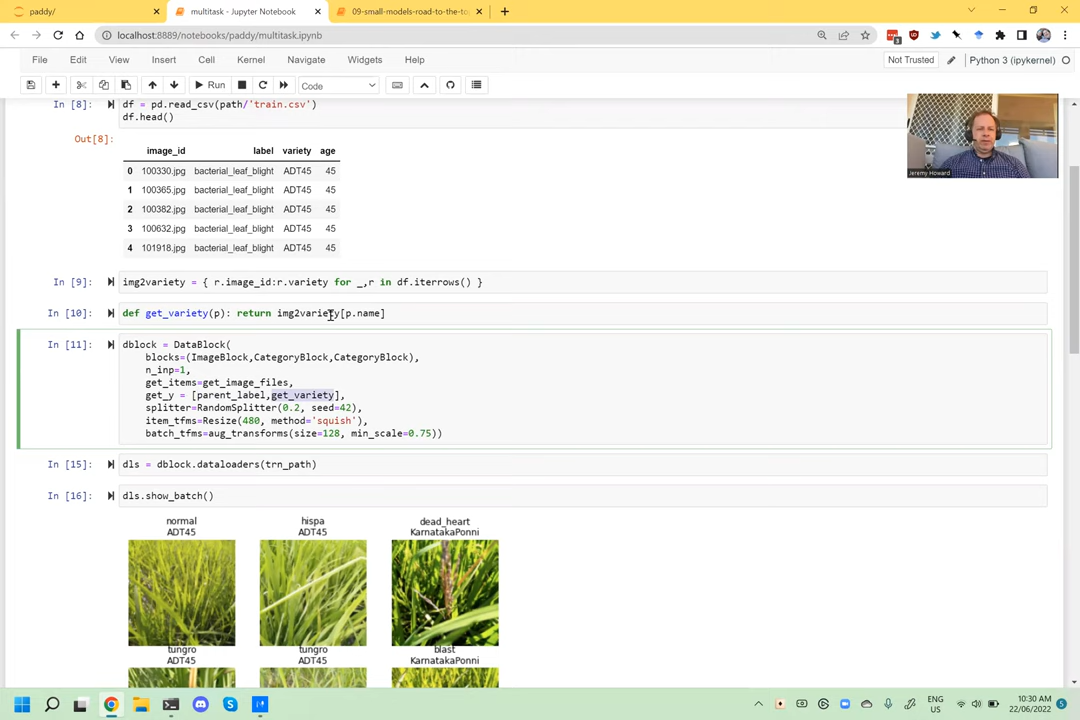 paddy/
multitask - Jupyter Notebook
09-small-models-road-to-the-to
localhost:8889/notebooks/paddy/multitask.ipynb
File Edit View Insert Cell Kernel Navigate Widgets Help
Not Trusted
Python 3 (ipykernel)
Run
Code
In [8]: df = pd.read_csv(path/'train.csv')
df.head()
Out[8]:
image_id label variety age
0 100330.jpg bacterial_leaf_blight ADT45 45
1 100365.jpg bacterial_leaf_blight ADT45 45
2 100382.jpg bacterial_leaf_blight ADT45 45
3 100632.jpg bacterial_leaf_blight ADT45 45
4 101918.jpg bacterial_leaf_blight ADT45 45
Jeremy Howard
In [9]: img2variety = { r.image_id:r.variety for _,r in df.iterrows() }
In [10]: def get_variety(p): return img2variety[p.name]
In [11]: dblock = DataBlock(
blocks=(ImageBlock,CategoryBlock,CategoryBlock),
n_inp=1,
get_items=get_image_files,
get_y = [parent_label,get_variety],
splitter=RandomSplitter(0.2, seed=42),
item_tfms=Resize(480, method='squish'),
batch_tfms=aug_transforms(size=128, min_scale=0.75))
In [15]: dls = dblock.dataloaders(trn_path)
In [16]: dls.show_batch()
normal
ADT45
hispa
ADT45
dead_heart
KarnatakaPonni
tungro
ADT45
tungro
ADT45
blast
KarnatakaPonni
ENG
US
10:30 AM
22/06/2022
5